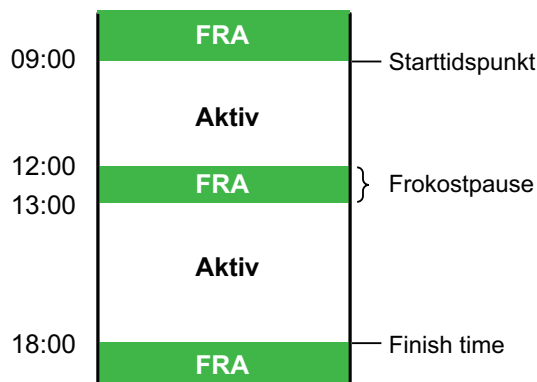 FRA
09:00
Starttidspunkt
Aktiv
12:00
FRA
Frokostpause
13:00
Aktiv
18:00
Finish time
FRA